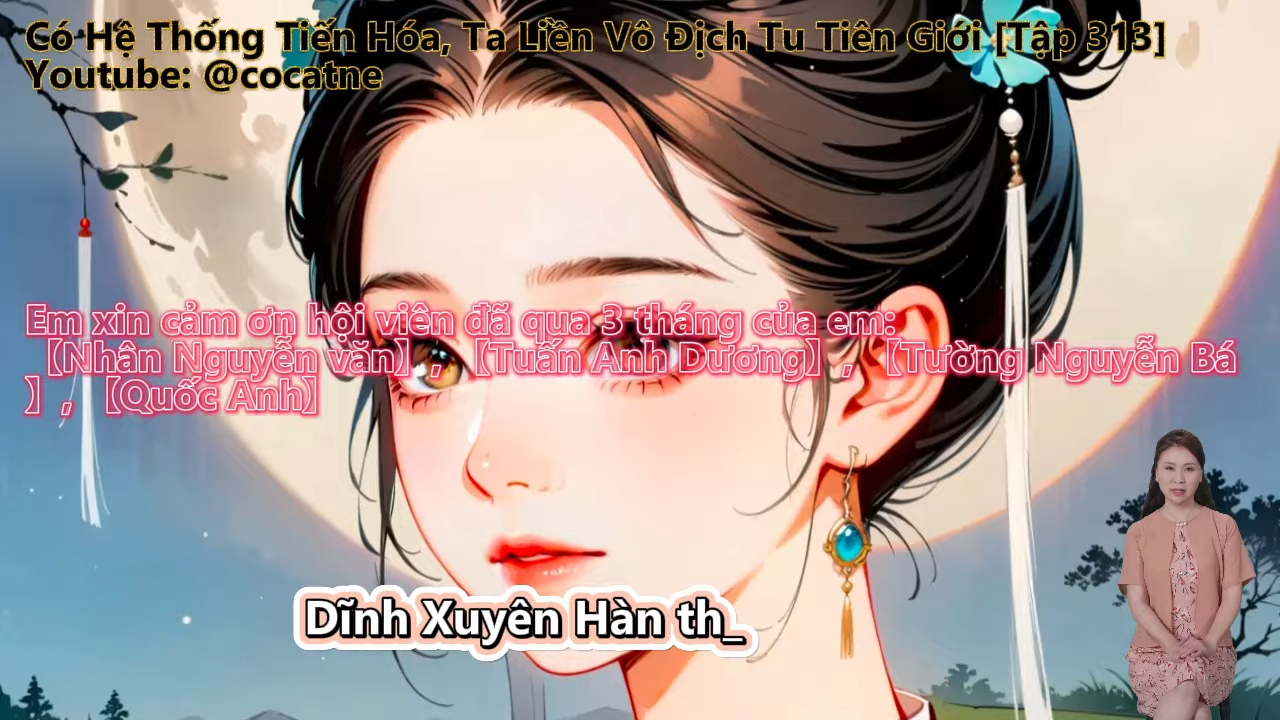 Có Hệ Thống Tiến Hóa, Ta Liền Vô Địch Tu Tiên Giới [Tập 313]
Youtube: @cocatne
Em xin cảm ơn hội viên đã qua 3 tháng của em:
【Nhân Nguyễn văn】, 【Tuấn Anh Dương】, 【Tường Nguyễn Bá
】, 【Quốc Anh】
Dĩnh Xuyên Hàn th_